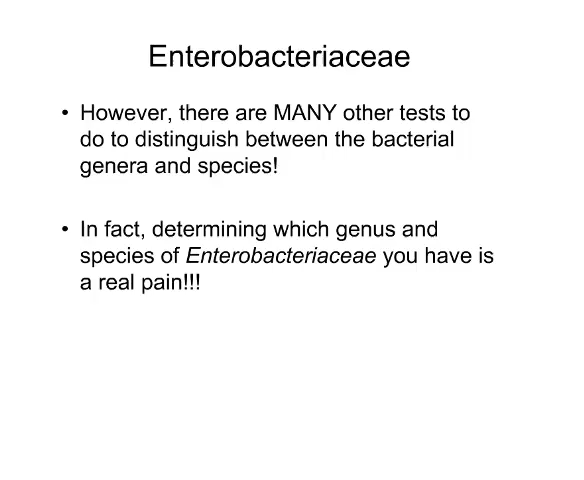 Enterobacteriaceae
• However, there are MANY other tests to
do to distinguish between the bacterial
genera and species!
• In fact, determining which genus and
species of Enterobacteriaceae you have is
a real pain!!!